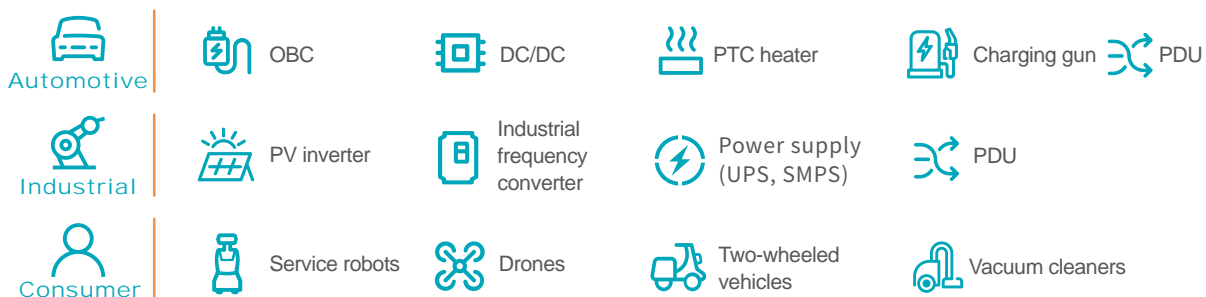 Automotive
OBC
DC/DC
PTC heater
Charging gun
PDU
Industrial
PV inverter
Industrial
frequency
converter
Power supply
(UPS, SMPS)
PDU
Consumer
Service robots
Drones
Two-wheeled
vehicles
Vacuum cleaners